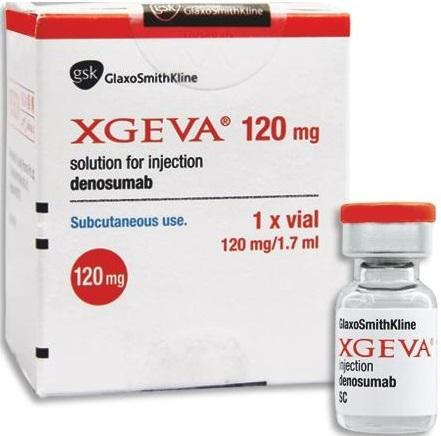 gsk
gsk GlaxoSmithKline
XGEVA® 120 mg
solution for injection
denosumab
Subcutaneous use.
1 x vial
120 mg/1.7 ml
120 mg
GlaxoSmithKline
XGEVA®
injection
denosumab
SC